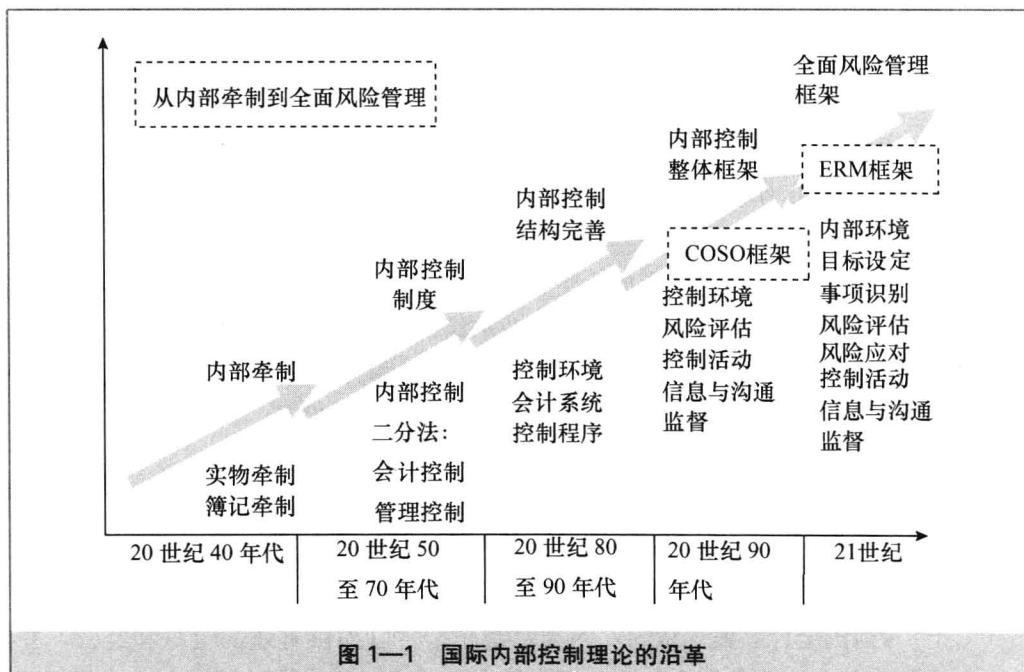 从内部牵制到全面风险管理
内部牵制
实物牵制
簿记牵制
20 世纪 40 年代
内部控制
制度
内部控制
二分法：
会计控制
管理控制
20 世纪 50
至 70 年代
内部控制
结构完善
控制环境
会计系统
控制程序
20 世纪 80
至 90 年代
内部控制
整体框架
COSO框架
控制环境
风险评估
控制活动
信息与沟通
监督
20 世纪 90
年代
全面风险管理
框架
ERM框架
内部环境
目标设定
事项识别
风险评估
风险应对
控制活动
信息与沟通
监督
21世纪
图 1—1 国际内部控制理论的沿革